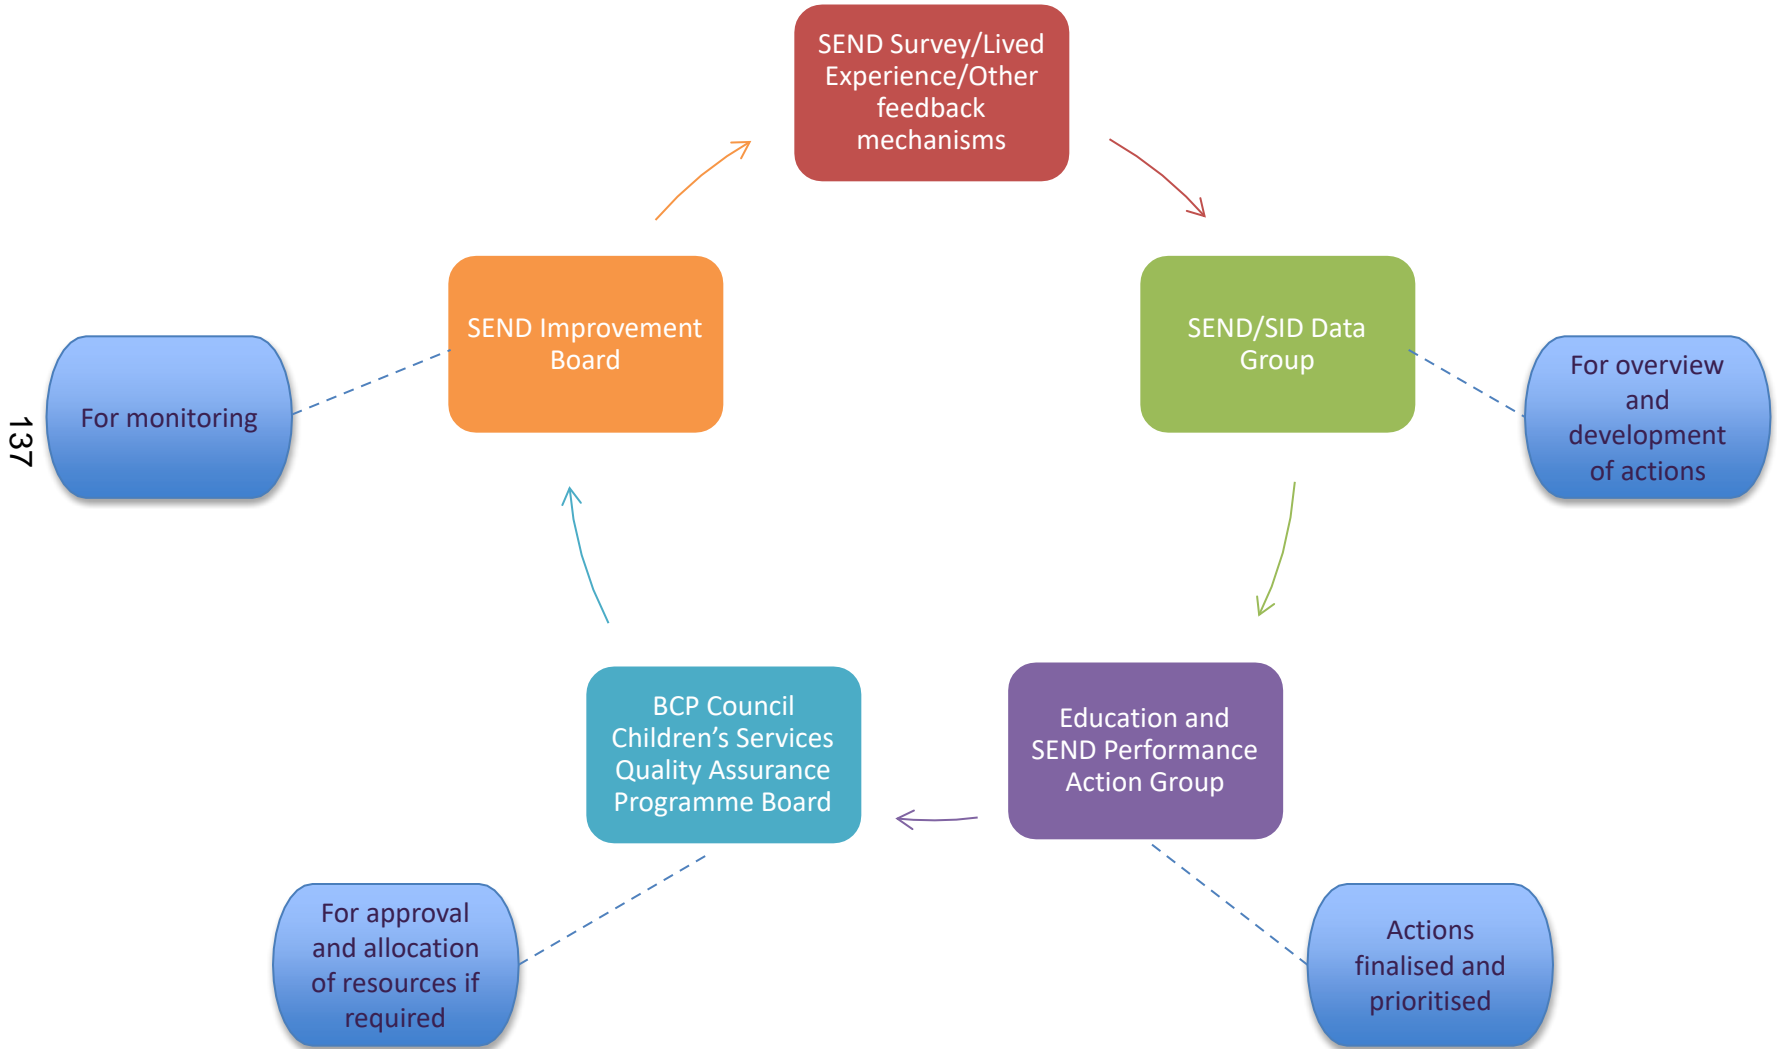 SEND Survey/Lived
Experience/Other
feedback
mechanisms
SEND Improvement
Board
SEND/SID Data
Group
For monitoring
For overview
and
development
of actions
137
BCP Council
Children’s Services
Quality Assurance
Programme Board
Education and
SEND Performance
Action Group
For approval
and allocation
of resources if
required
Actions
finalised and
prioritised